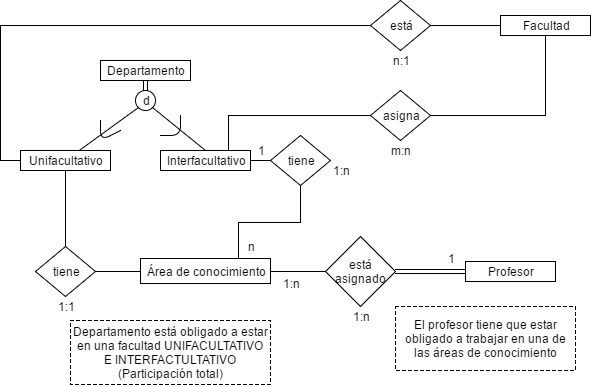 está
Facultad
n:1
Departamento
d
asigna
m:n
Unifacultativo
Interfacultativo
1
tiene
1:n
n
tiene
1:1
Área de conocimiento
1:n
está
asignado
1:n
1
Profesor
Departamento está obligado a estar
en una facultad UNIFACULTATIVO
E INTERFACTULTATIVO
(Participación total)
El profesor tiene que estar
obligado a trabajar en una de
las áreas de conocimiento